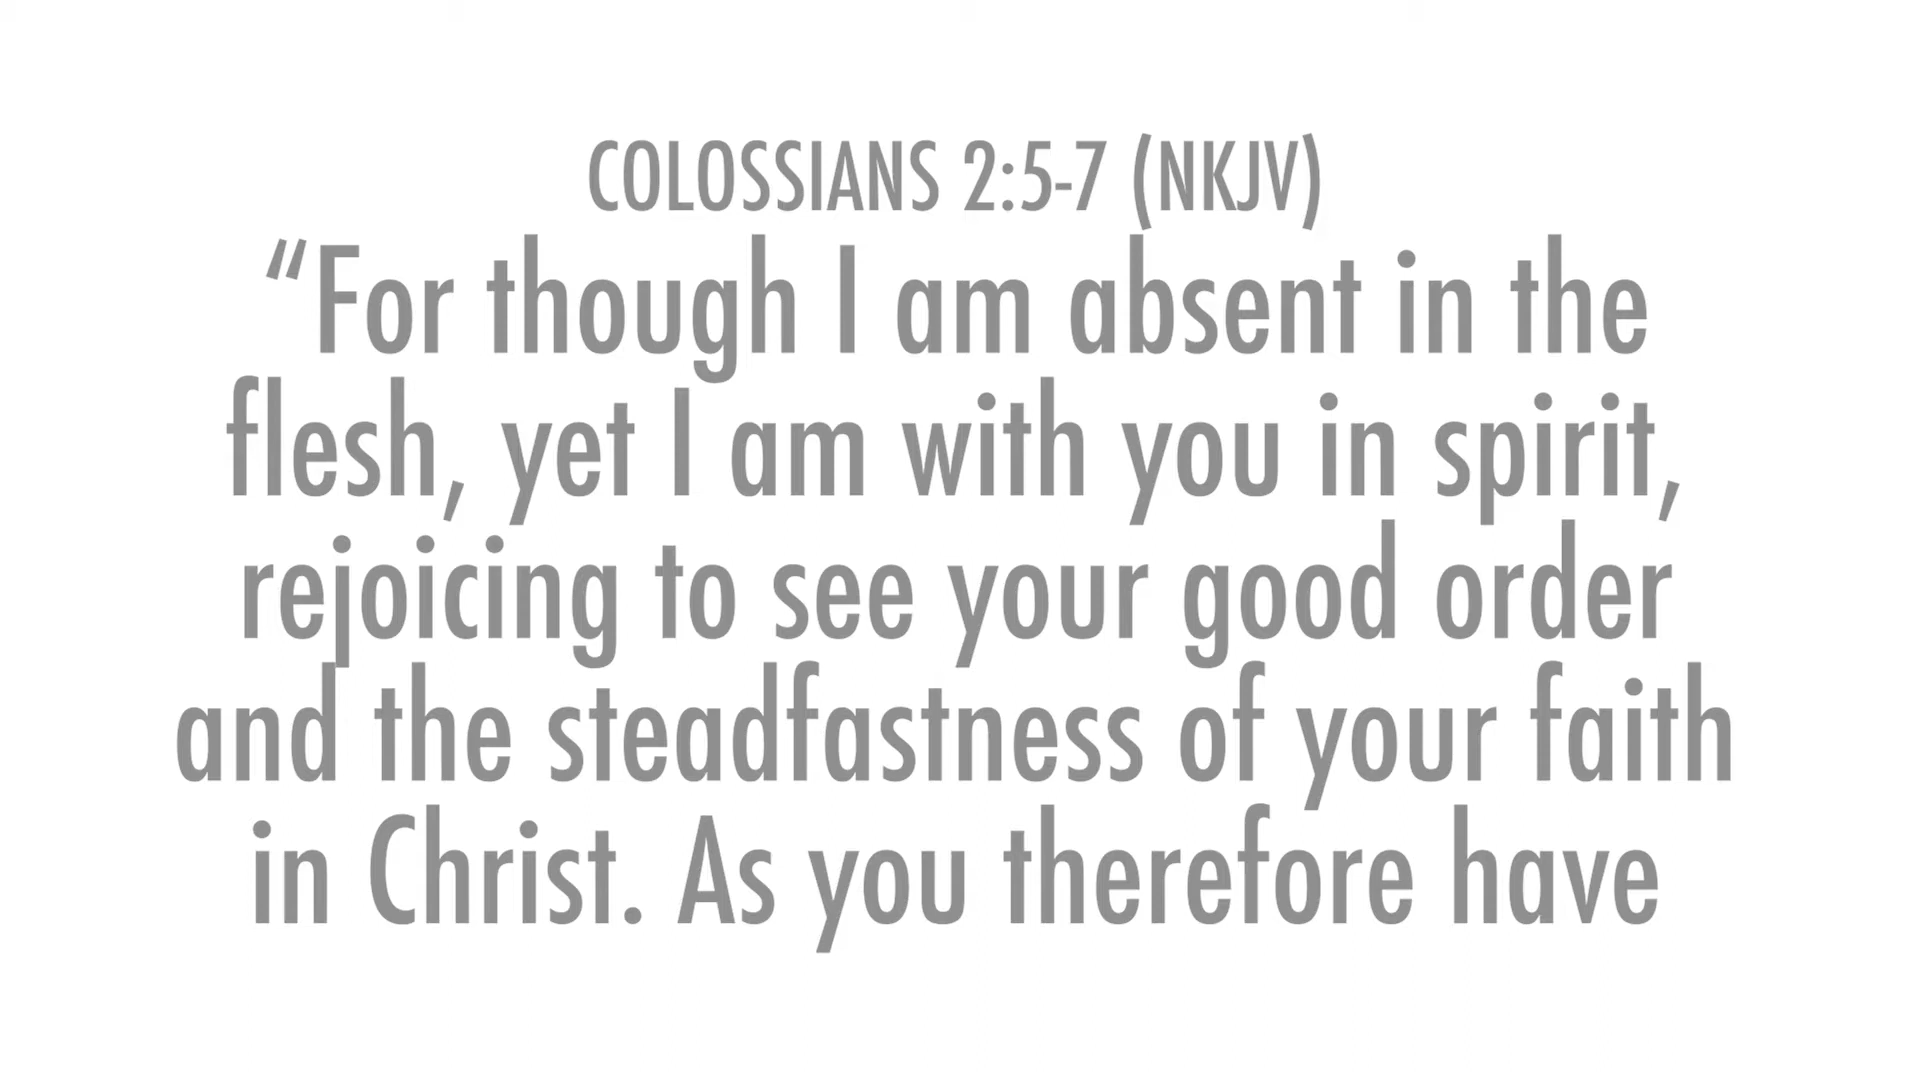 COLOSSIANS 2:5-7 (NKJV)
“For though I am absent in the
flesh, yet I am with you in spirit,
rejoicing to see your good order
and the steadfastness of your faith
in Christ. As you therefore have